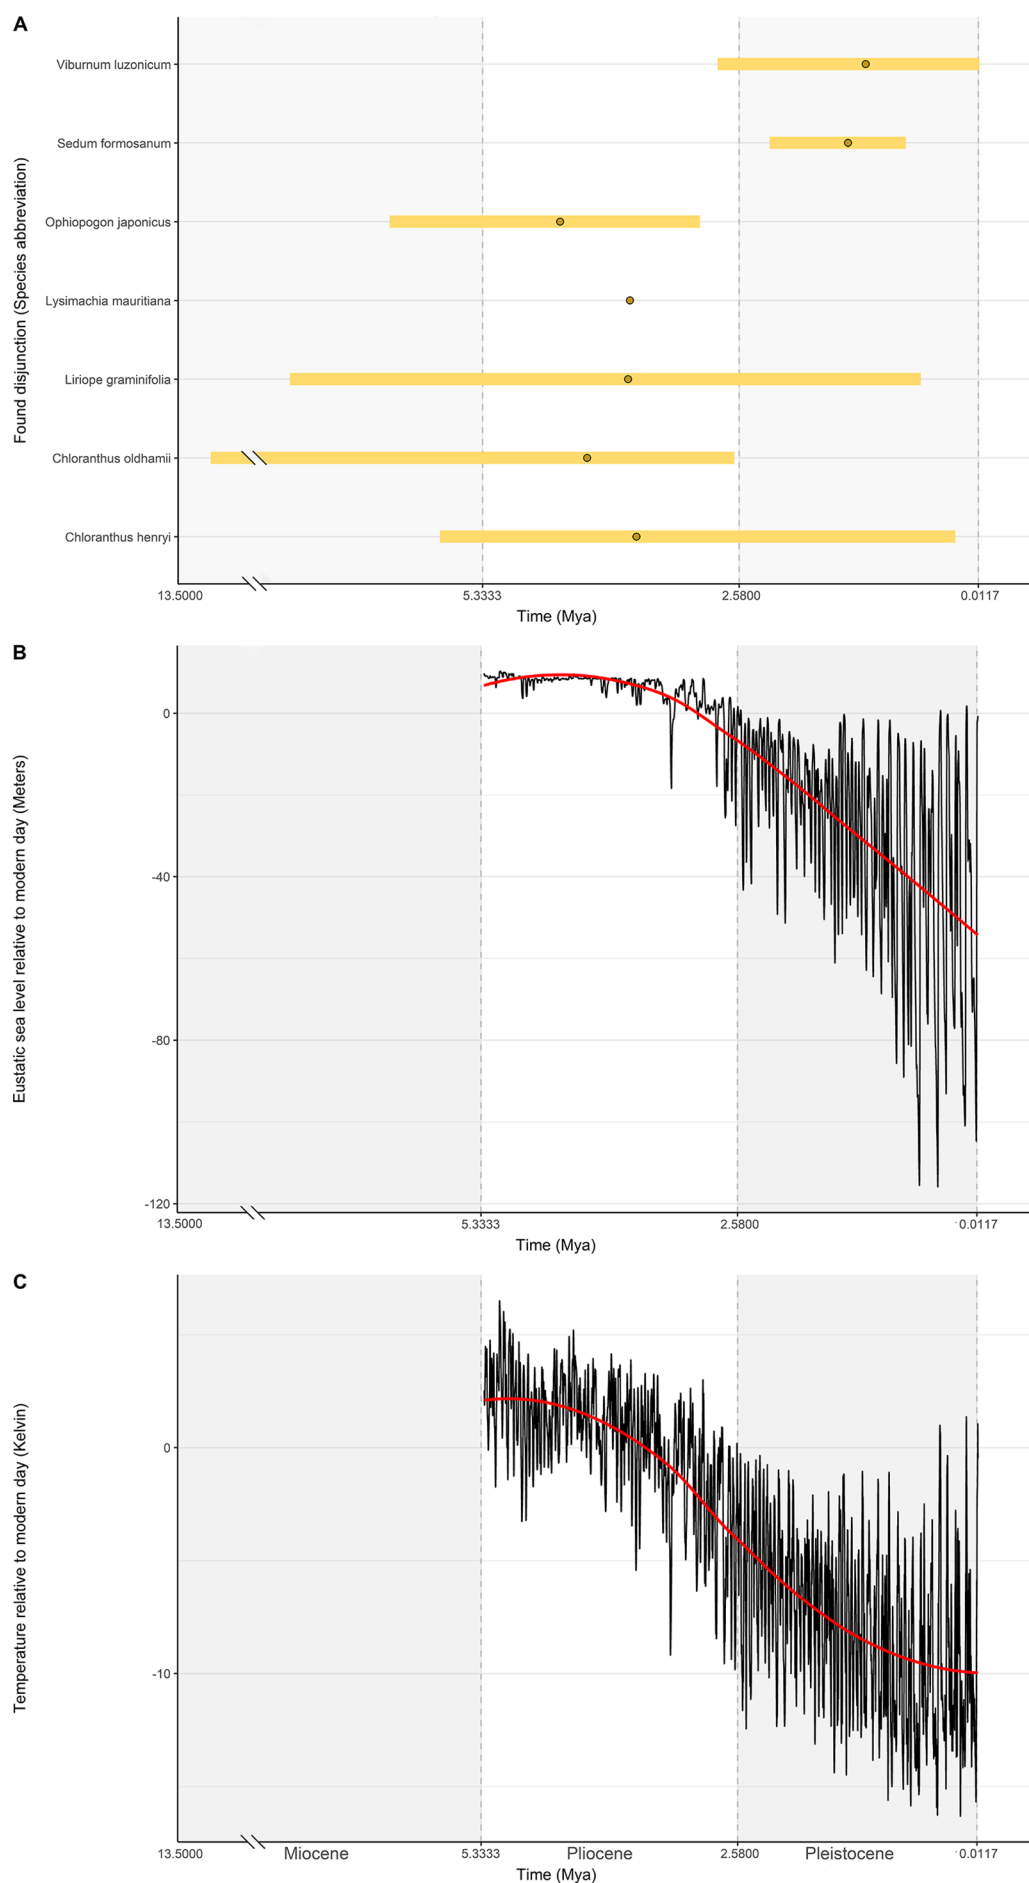 A
Found disjunction (Species abbreviation)
Viburnum luzonicum
Sedum formosanum
Ophiopogon japonicus
Lysimachia mauritiana
Liriope graminifolia
Chloranthus oldhamii
Chloranthus henryi
13.5000 5.3333 2.5800 0.0117
Time (Mya)
B
Eustatic sea level relative to modern day (Meters)
0
-40
-80
-120
13.5000 5.3333 2.5800 0.0117
Time (Mya)
C
Temperature relative to modern day (Kelvin)
0
-10
13.5000 Miocene 5.3333 Pliocene 2.5800 Pleistocene 0.0117
Time (Mya)